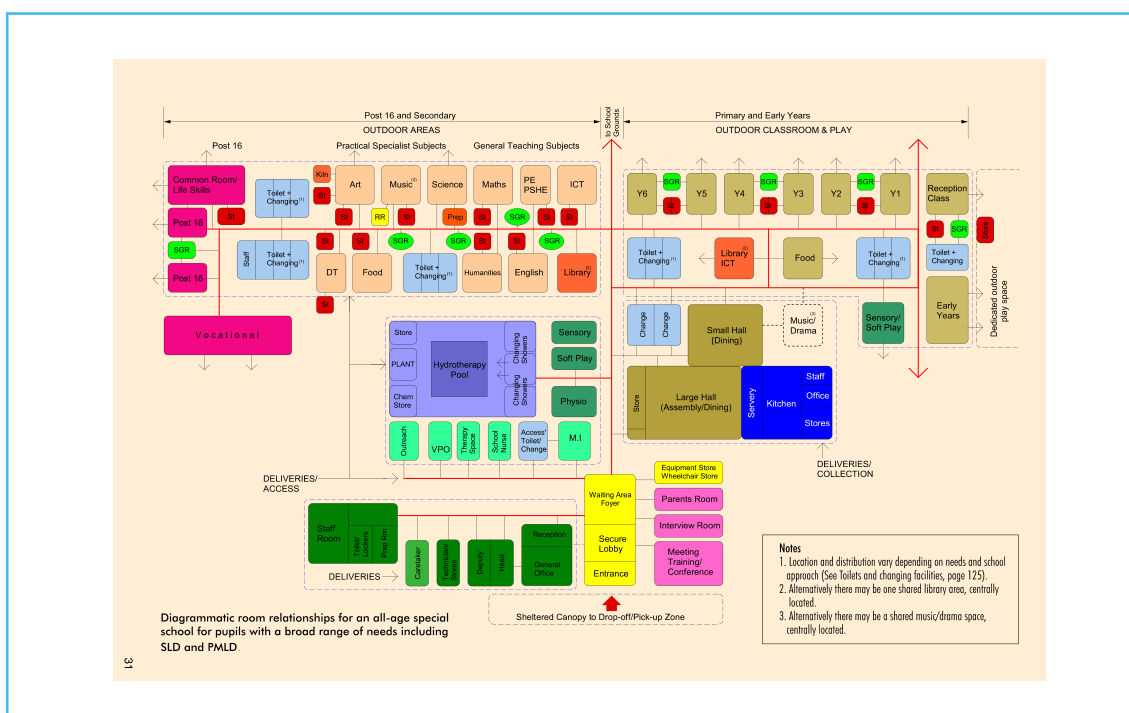 Post 16 and Secondary
OUTDOOR AREAS
to School
Grounds
Primary and Early Years
OUTDOOR CLASSROOM & PLAY
Post 16
Practical Specialist Subjects
General Teaching Subjects
Common Room/
Life Skills
St
Post 16
SGR
Post 16
Vocational
Toilet +
Changing(1)
Staff
Toilet +
Changing(1)
Kiln
St
Art
St
Music(3)
RR
St
Science
Prep
Maths
St
PE
PSHE
SGR
St
ICT
St
St
DT
St
St
Food
SGR
Toilet +
Changing(1)
SGR
St
Humanities
St
English
SGR
Library(2)
Y6
SGR
St
Y5
Y4
SGR
St
Y3
Y2
SGR
St
Y1
Reception
Class
St
SGR
Toilet +
Changing
Store
Early
Years
Dedicated outdoor
play space
Toilet +
Changing(1)
Library
ICT
Food
Toilet +
Changing(1)
Change
Change
Small Hall
(Dining)
Music/
Drama
Sensory/
Soft Play
Store
Large Hall
(Assembly/Dining)
Servery
Kitchen
Staff
Office
Stores
DELIVERIES/
COLLECTION
Store
PLANT
Chem
Store
Hydrotherapy
Pool
Changing
Showers
Changing
Showers
Sensory
Soft Play
Physio
Outreach
VPO
Therapy
Space
School
Nurse
Access'
Toilet/
Change
M.I
DELIVERIES/
ACCESS
Staff
Room
Toilet/
Lockers
Prep Rm
DELIVERIES
Caretaker
Technician/
Stores
Deputy
Head
Reception
General
Office
Waiting Area
Foyer
Secure
Lobby
Entrance
Equipment Store
Wheelchair Store
Parents Room
Interview Room
Meeting
Training/
Conference
Sheltered Canopy to Drop-off/Pick-up Zone
Diagrammatic room relationships for an all-age special
school for pupils with a broad range of needs including
SLD and PMLD.
Notes
1. Location and distribution vary depending on needs and school
approach (See Toilets and changing facilities, page 125).
2. Alternatively there may be one shared library area, centrally
located.
3. Alternatively there may be a shared music/drama space,
centrally located.
31